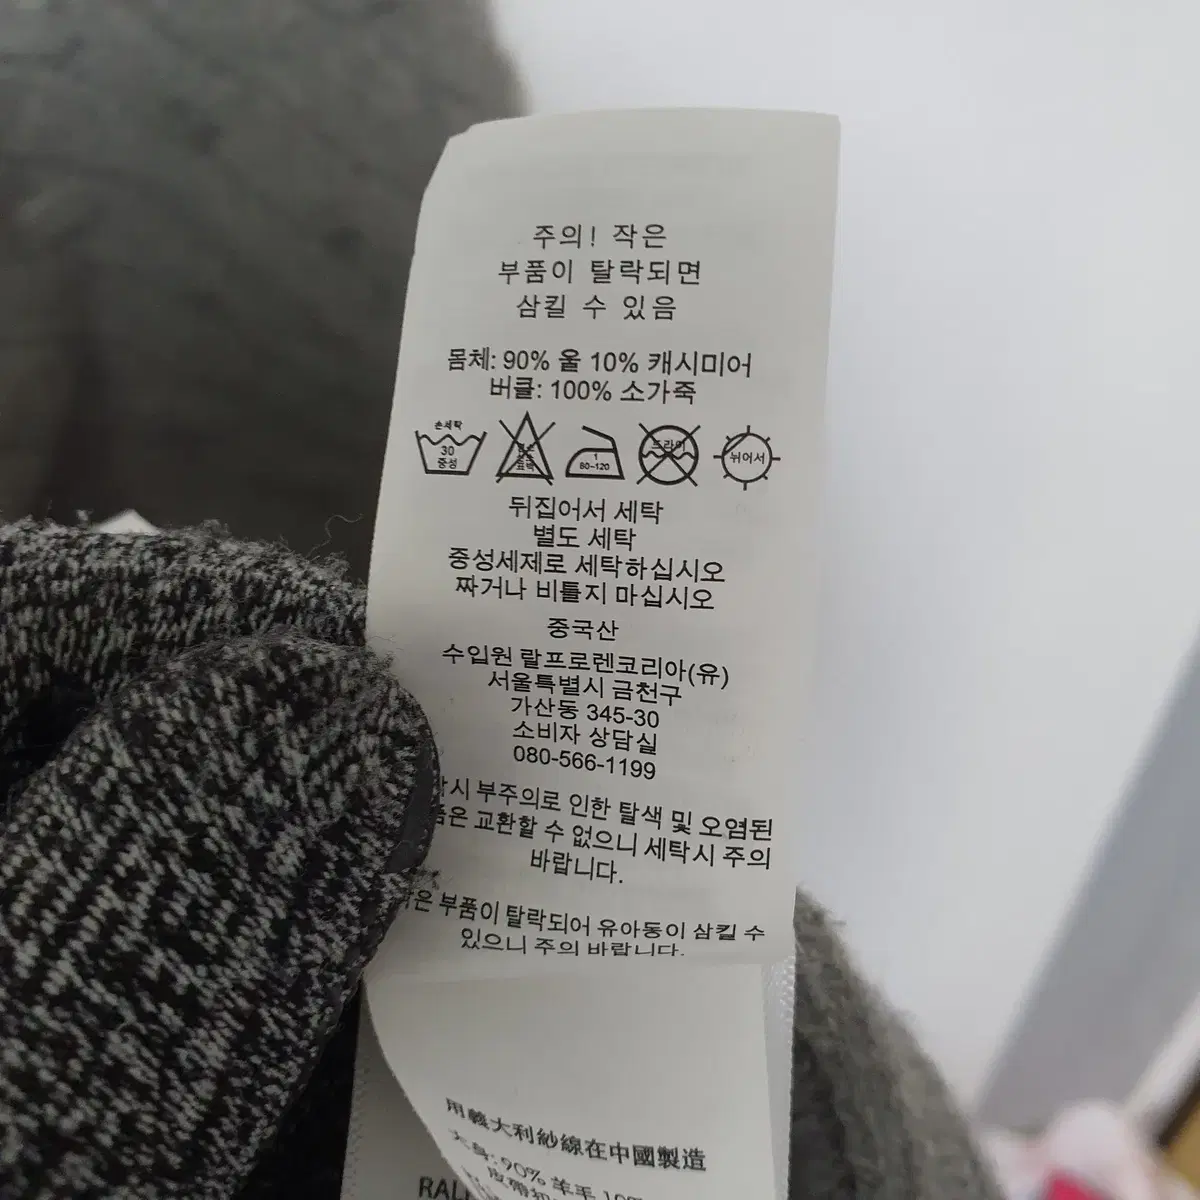 주의! 작은
부품이 탈락되면
삼킬 수 있음
몸체: 90% 울 10% 캐시미어
버클: 100% 소가죽
손세탁
30
중성
1
80~120
드라이
뉘어서
뒤집어서 세탁
별도 세탁
중성세제로 세탁하십시오
짜거나 비틀지 마십시오
중국산
수입원 랄프로렌코리아(유)
서울특별시 금천구
가산동 345-30
소비자 상담실
080-566-1199
부주의로 인한 탈색 및 오염된
교환할 수 없으니 세탁시 주의
바랍니다.
부품이 탈락되어 유아동이 삼킬 수
있으니 주의 바랍니다.
用義大利紗線在中國製造
大身: 90% 羊毛